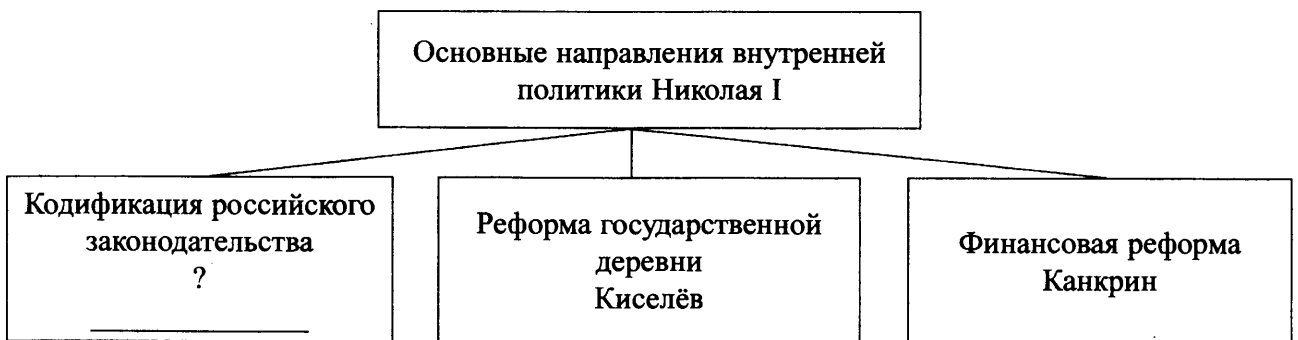 Основные направления внутренней
политики Николая I
Кодификация российского
законодательства
?
Реформа государственной
деревни
Киселёв
Финансовая реформа
Канкрин